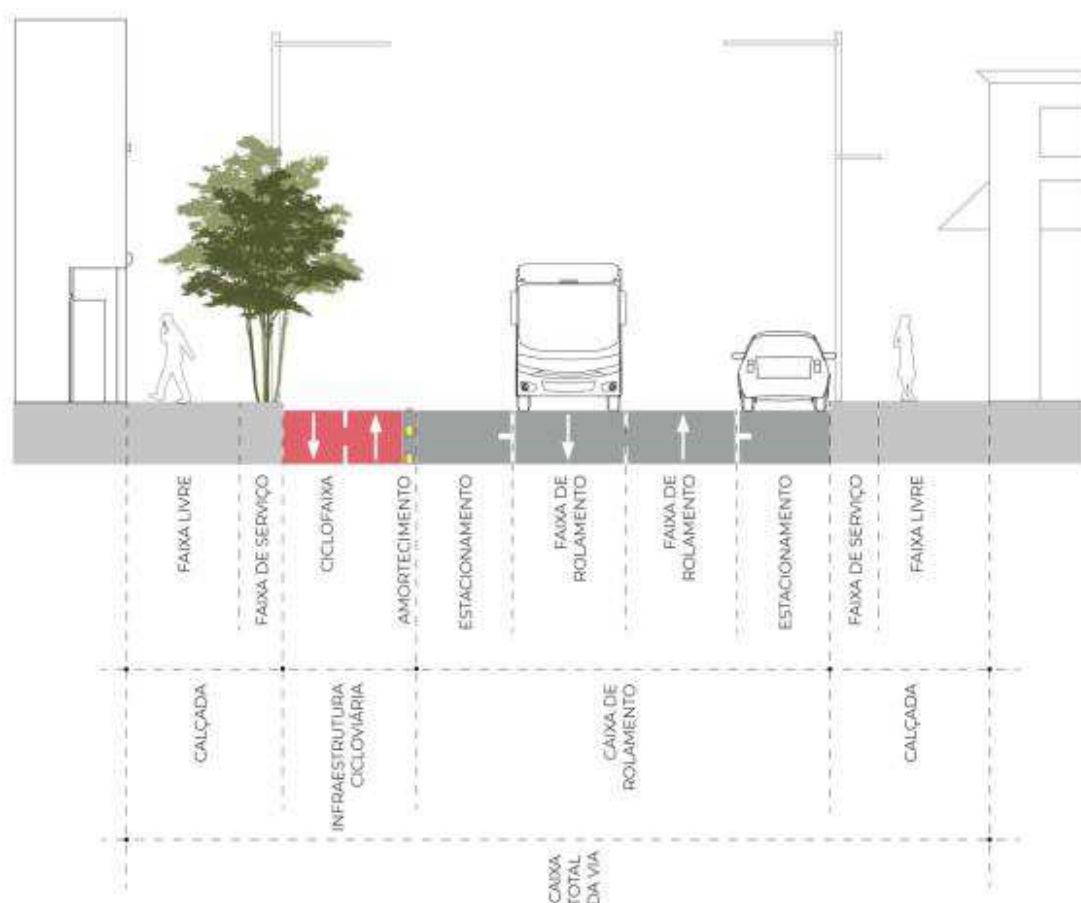 FAIXA LIVRE
FAIXA DE SERVIÇO
CICLOFAIXA
AMORTECIMENTO
ESTACIONAMENTO
FAIXA DE
ROLAMENTO
FAIXA DE
ROLAMENTO
ESTACIONAMENTO
FAIXA DE SERVIÇO
FAIXA LIVRE
CALÇADA
INFRAESTRUTURA
CICLOVIÁRIA
CAIXA DE
ROLAMENTO
CALÇADA
CAIXA
TOTAL
DA VIA